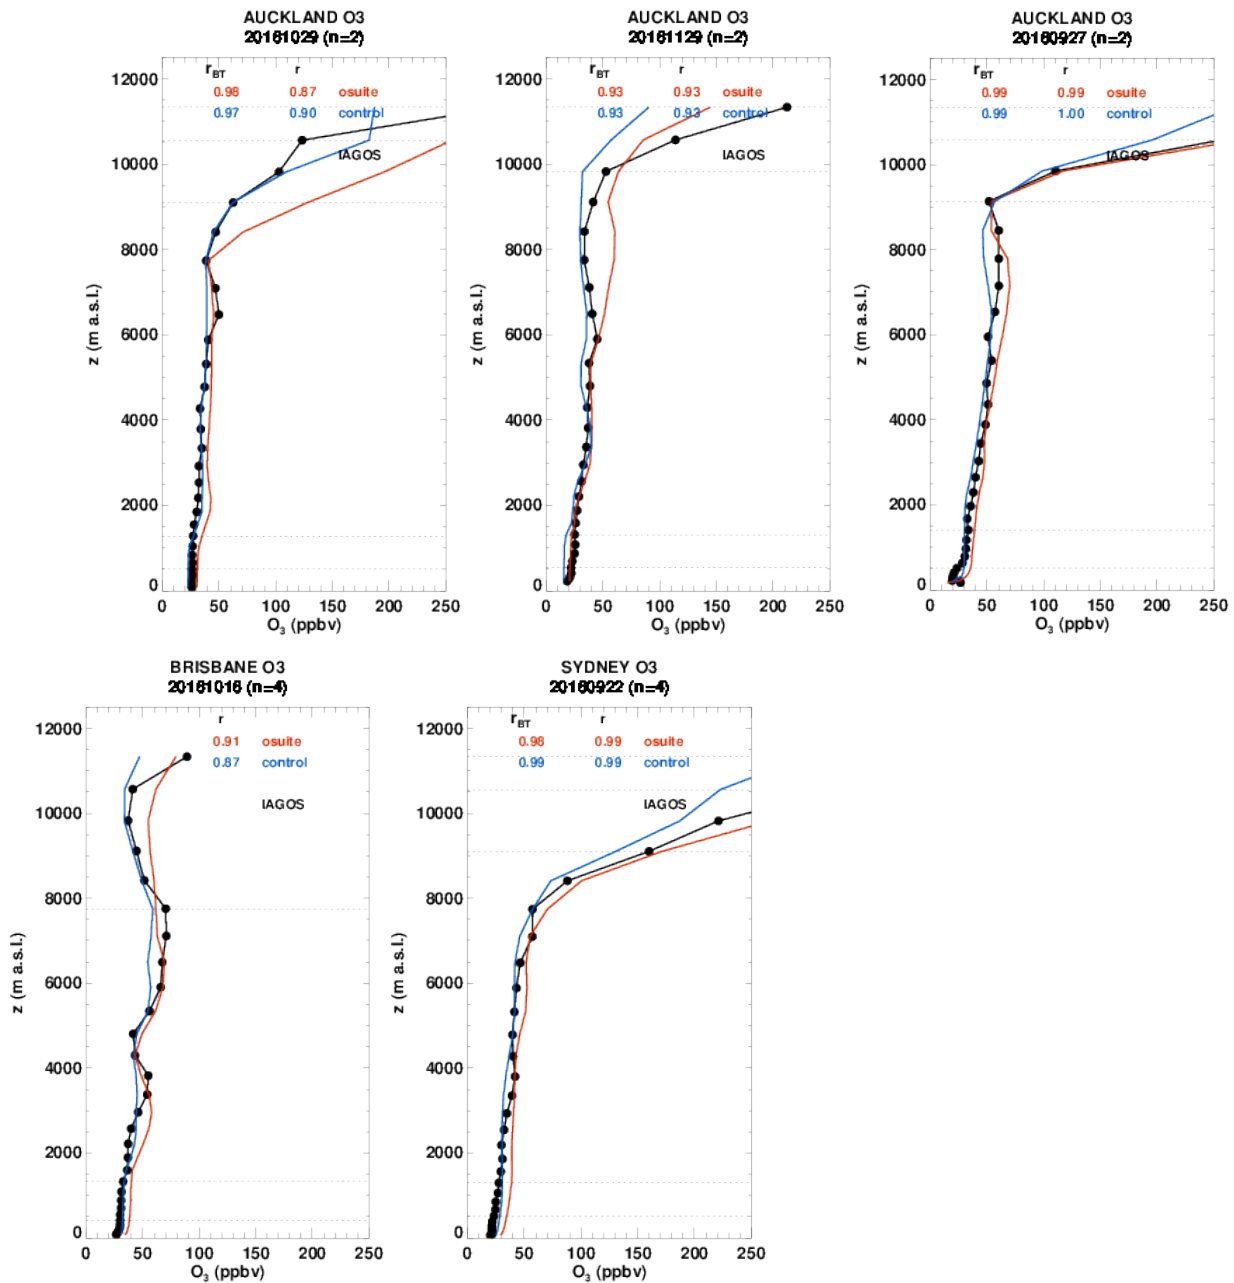 AUCKLAND O3
20161029 (n=2)
r_BT r
0.98 0.87 osuite
0.97 0.90 control
IAGOS
12000
10000
8000
6000
4000
2000
0
z (m a.s.l.)
0 50 100 150 200 250
O₃ (ppbv)
AUCKLAND O3
20161129 (n=2)
r_BT r
0.93 0.93 osuite
0.93 0.93 control
IAGOS
12000
10000
8000
6000
4000
2000
0
z (m a.s.l.)
0 50 100 150 200 250
O₃ (ppbv)
AUCKLAND O3
20160927 (n=2)
r_BT r
0.99 0.99 osuite
0.99 1.00 control
IAGOS
12000
10000
8000
6000
4000
2000
0
z (m a.s.l.)
0 50 100 150 200 250
O₃ (ppbv)
BRISBANE O3
20161016 (n=4)
r
0.91 osuite
0.87 control
IAGOS
12000
10000
8000
6000
4000
2000
0
z (m a.s.l.)
0 50 100 150 200 250
O₃ (ppbv)
SYDNEY O3
20160922 (n=4)
r_BT r
0.98 0.99 osuite
0.99 0.99 control
IAGOS
12000
10000
8000
6000
4000
2000
0
z (m a.s.l.)
0 50 100 150 200 250
O₃ (ppbv)